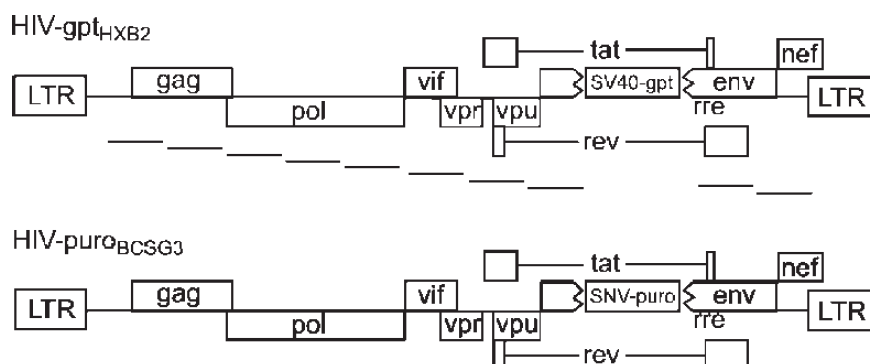 HIV-gptHXB2
tat nef
LTR gag vif SV40-gpt env LTR
pol vpr vpu rre
rev
HIV-puroBCSG3
tat nef
LTR gag vif SNV-puro env LTR
pol vpr vpu rre
rev